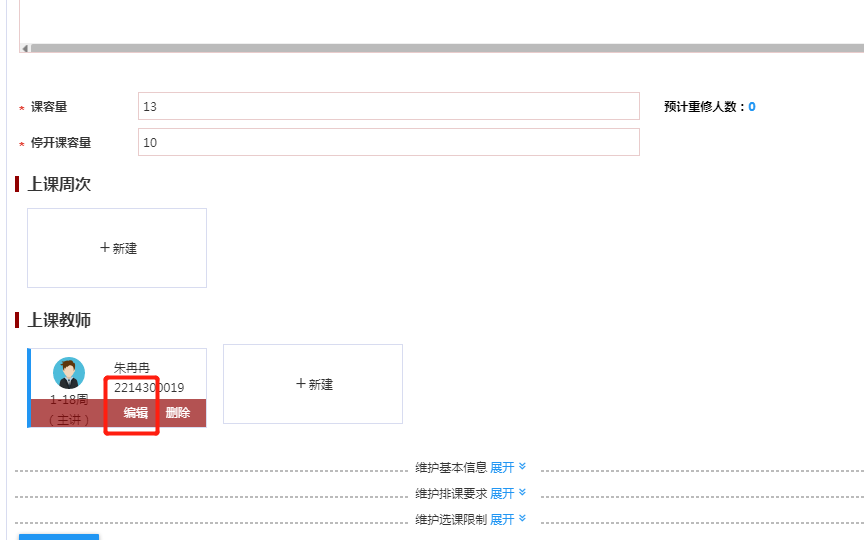 * 课容量 13 预计重修人数：0
* 停开课容量 10
上课周次
+ 新建
上课教师
朱冉冉
2214300019
1-18周
（主讲）
编辑 删除
+ 新建
维护基本信息 展开
维护排课要求 展开
维护选课限制 展开